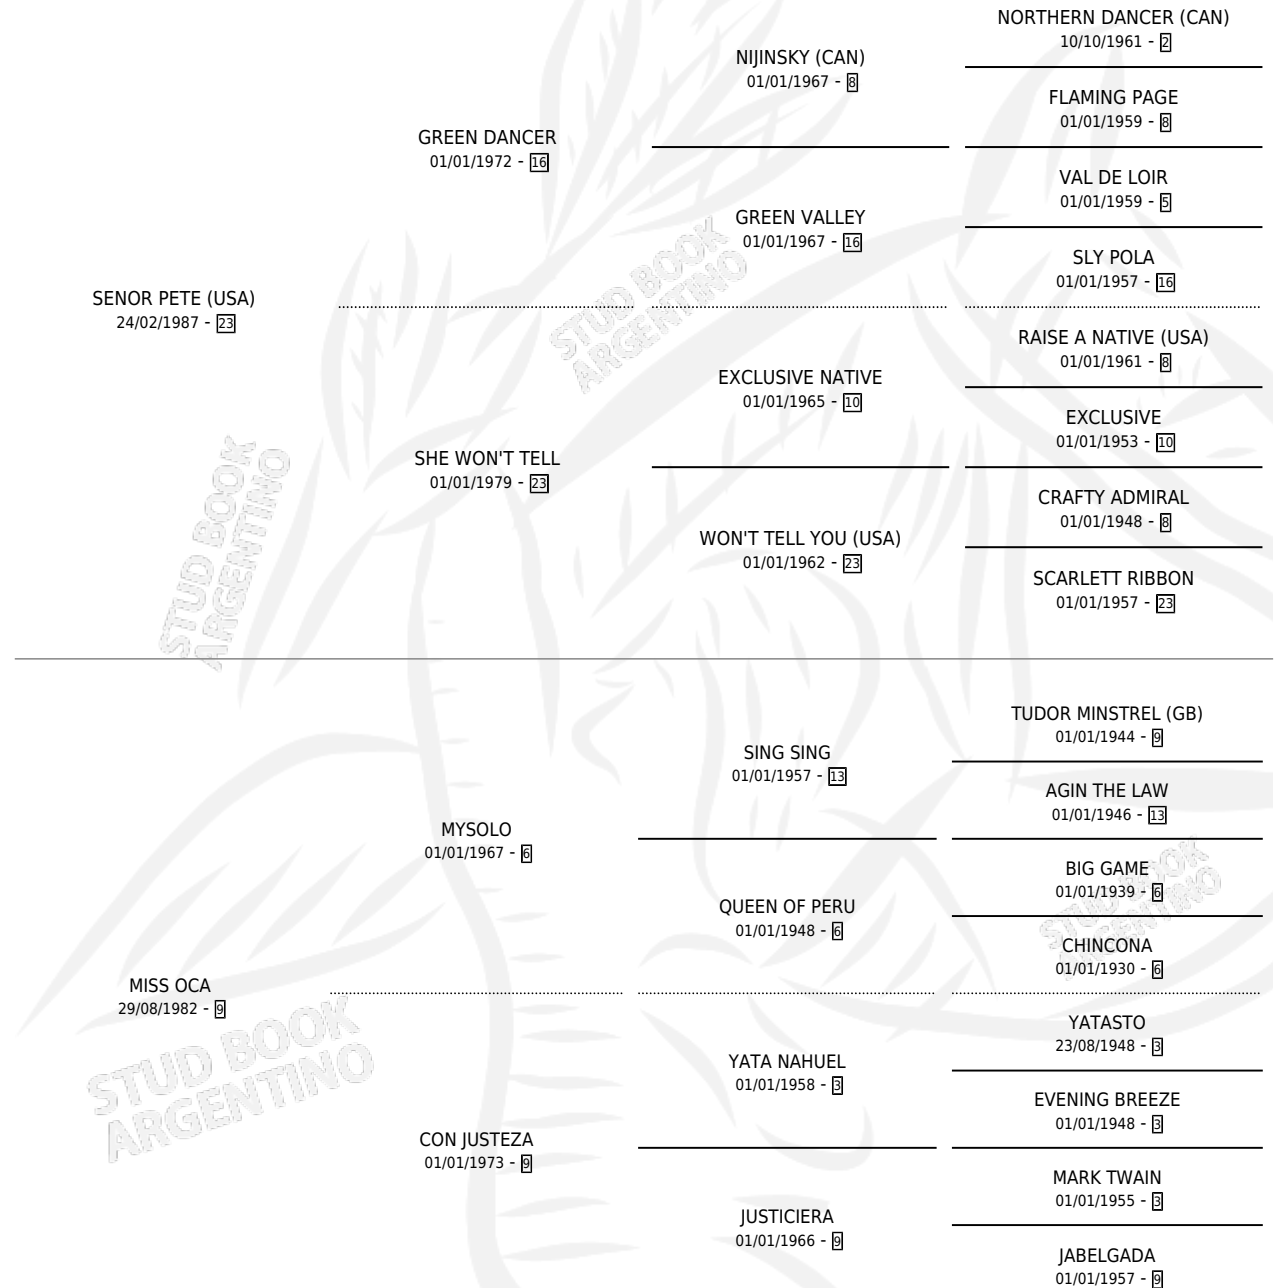 NORTHERN DANCER (CAN)
10/10/1961 - 2
NIJINSKY (CAN)
01/01/1967 - 8
FLAMING PAGE
01/01/1959 - 8
GREEN DANCER
01/01/1972 - 16
VAL DE LOIR
01/01/1959 - 5
GREEN VALLEY
01/01/1967 - 16
SLY POLA
01/01/1957 - 16
SENOR PETE (USA)
24/02/1987 - 23
RAISE A NATIVE (USA)
01/01/1961 - 8
EXCLUSIVE NATIVE
01/01/1965 - 10
EXCLUSIVE
01/01/1953 - 10
SHE WON'T TELL
01/01/1979 - 23
CRAFTY ADMIRAL
01/01/1948 - 8
WON'T TELL YOU (USA)
01/01/1962 - 23
SCARLETT RIBBON
01/01/1957 - 23
TUDOR MINSTREL (GB)
01/01/1944 - 9
SING SING
01/01/1957 - 13
AGIN THE LAW
01/01/1946 - 13
MYSOLO
01/01/1967 - 6
BIG GAME
01/01/1939 - 6
QUEEN OF PERU
01/01/1948 - 6
CHINCONA
01/01/1930 - 6
MISS OCA
29/08/1982 - 9
YATASTO
23/08/1948 - 3
YATA NAHUEL
01/01/1958 - 3
EVENING BREEZE
01/01/1948 - 3
CON JUSTEZA
01/01/1973 - 9
MARK TWAIN
01/01/1955 - 3
JUSTICIERA
01/01/1966 - 9
JABELGADA
01/01/1957 - 9
STUD BOOK
ARGENTINO
STUD BOOK
ARGENTINO
STUD BOOK
ARGENTINO
STUD BOOK
ARGENTINO